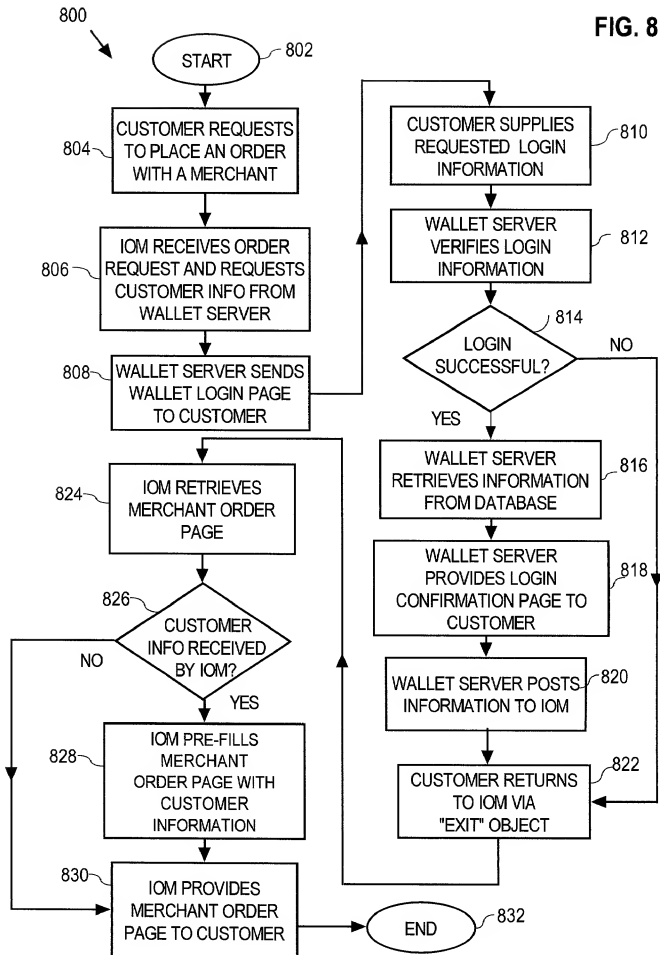 FIG. 8
800
START
802
CUSTOMER REQUESTS
TO PLACE AN ORDER
WITH A MERCHANT
804
IOM RECEIVES ORDER
REQUEST AND REQUESTS
CUSTOMER INFO FROM
WALLET SERVER
806
WALLET SERVER SENDS
WALLET LOGIN PAGE
TO CUSTOMER
808
CUSTOMER SUPPLIES
REQUESTED LOGIN
INFORMATION
810
WALLET SERVER
VERIFIES LOGIN
INFORMATION
812
LOGIN
SUCCESSFUL?
814
NO
YES
WALLET SERVER
RETRIEVES INFORMATION
FROM DATABASE
816
WALLET SERVER
PROVIDES LOGIN
CONFIRMATION PAGE TO
CUSTOMER
818
WALLET SERVER POSTS
INFORMATION TO IOM
820
CUSTOMER RETURNS
TO IOM VIA
"EXIT" OBJECT
822
IOM RETRIEVES
MERCHANT ORDER
PAGE
824
CUSTOMER
INFO RECEIVED
BY IOM?
826
NO
YES
IOM PRE-FILLS
MERCHANT
ORDER PAGE WITH
CUSTOMER
INFORMATION
828
IOM PROVIDES
MERCHANT ORDER
PAGE TO CUSTOMER
830
END
832